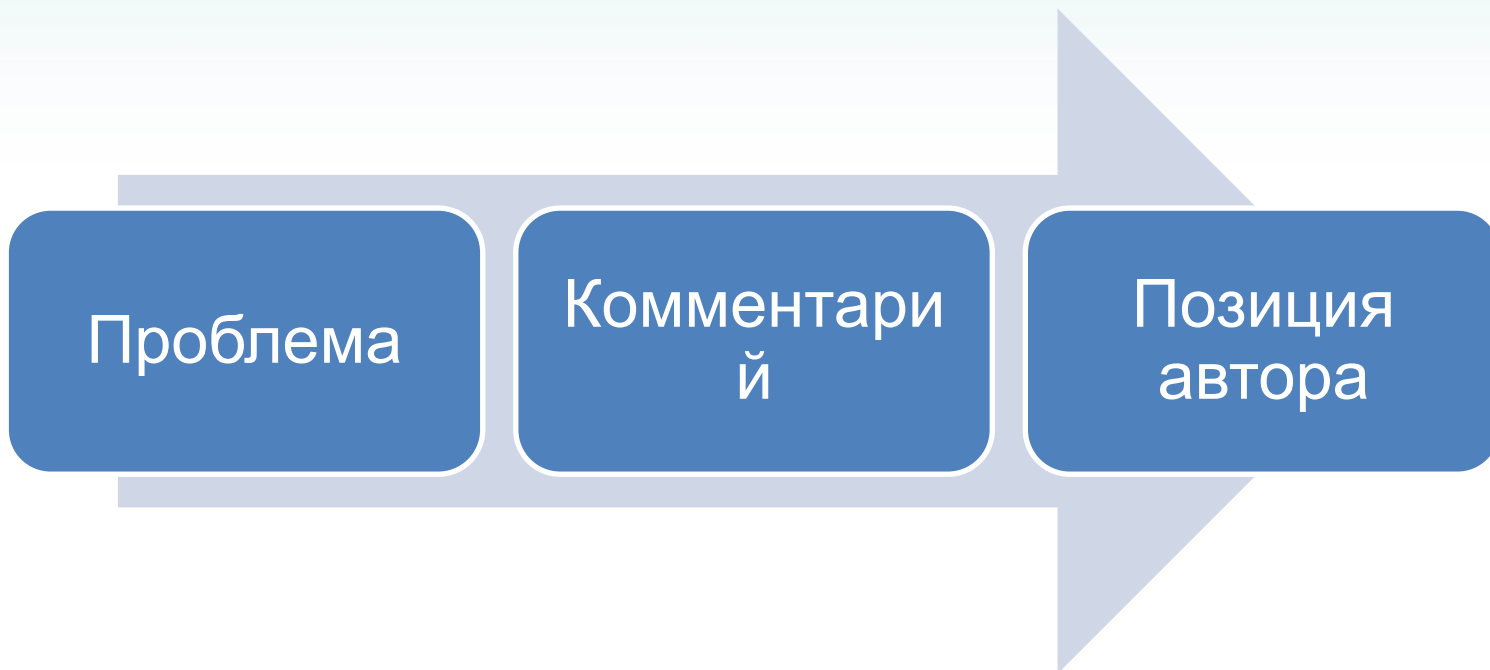 Проблема
Комментари
й
Позиция
автора